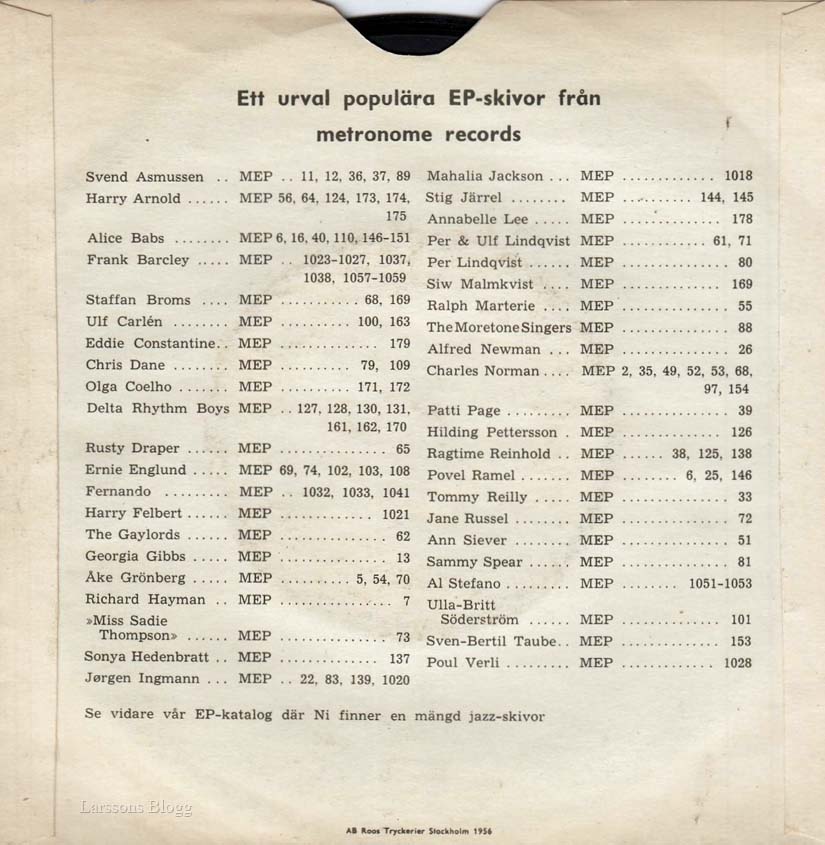 Ett urval populära EP-skivor från
metronome records
Svend Asmussen .. MEP .. 11, 12, 36, 37, 89
Harry Arnold ...... MEP 56, 64, 124, 173, 174,
175
Alice Babs ........ MEP 6, 16, 40, 110, 146-151
Frank Barcley ..... MEP .. 1023-1027, 1037,
1038, 1057-1059
Staffan Broms .... MEP ........... 68, 169
Ulf Carlén ........ MEP .......... 100, 163
Eddie Constantine.. MEP .............. 179
Chris Dane ........ MEP .......... 79, 109
Olga Coelho ....... MEP .......... 171, 172
Delta Rhythm Boys MEP .. 127, 128, 130, 131,
161, 162, 170
Rusty Draper ...... MEP ............... 65
Ernie Englund ..... MEP 69, 74, 102, 103, 108
Fernando ......... MEP .. 1032, 1033, 1041
Harry Felbert ...... MEP ............. 1021
The Gaylords ...... MEP ............... 62
Georgia Gibbs ..... MEP ............... 13
Åke Grönberg ..... MEP .......... 5, 54, 70
Richard Hayman .. MEP ................ 7
»Miss Sadie
Thompson» ...... MEP ............... 73
Sonya Hedenbratt .. MEP .............. 137
Jørgen Ingmann ... MEP .. 22, 83, 139, 1020
Mahalia Jackson ... MEP ............. 1018
Stig Järrel ........ MEP .......... 144, 145
Annabelle Lee ..... MEP .............. 178
Per & Ulf Lindqvist MEP ............ 61, 71
Per Lindqvist ...... MEP ............... 80
Siw Malmkvist .... MEP .............. 169
Ralph Marterie .... MEP ............... 55
The Moretone Singers MEP ............... 88
Alfred Newman ... MEP ............... 26
Charles Norman .... MEP 2, 35, 49, 52, 53, 68,
97, 154
Patti Page ......... MEP ............... 39
Hilding Pettersson . MEP .............. 126
Ragtime Reinhold .. MEP ...... 38, 125, 138
Povel Ramel ....... MEP ........ 6, 25, 146
Tommy Reilly ..... MEP ............... 33
Jane Russel ........ MEP ............... 72
Ann Siever ........ MEP ............... 51
Sammy Spear ...... MEP ............... 81
Al Stefano ......... MEP ........ 1051-1053
Ulla-Britt
Söderström ...... MEP .............. 101
Sven-Bertil Taube.. MEP .............. 153
Poul Verli ......... MEP ............. 1028
Se vidare vår EP-katalog där Ni finner en mängd jazz-skivor
Larssons Blogg
AB Roos Tryckerier Stockholm 1956